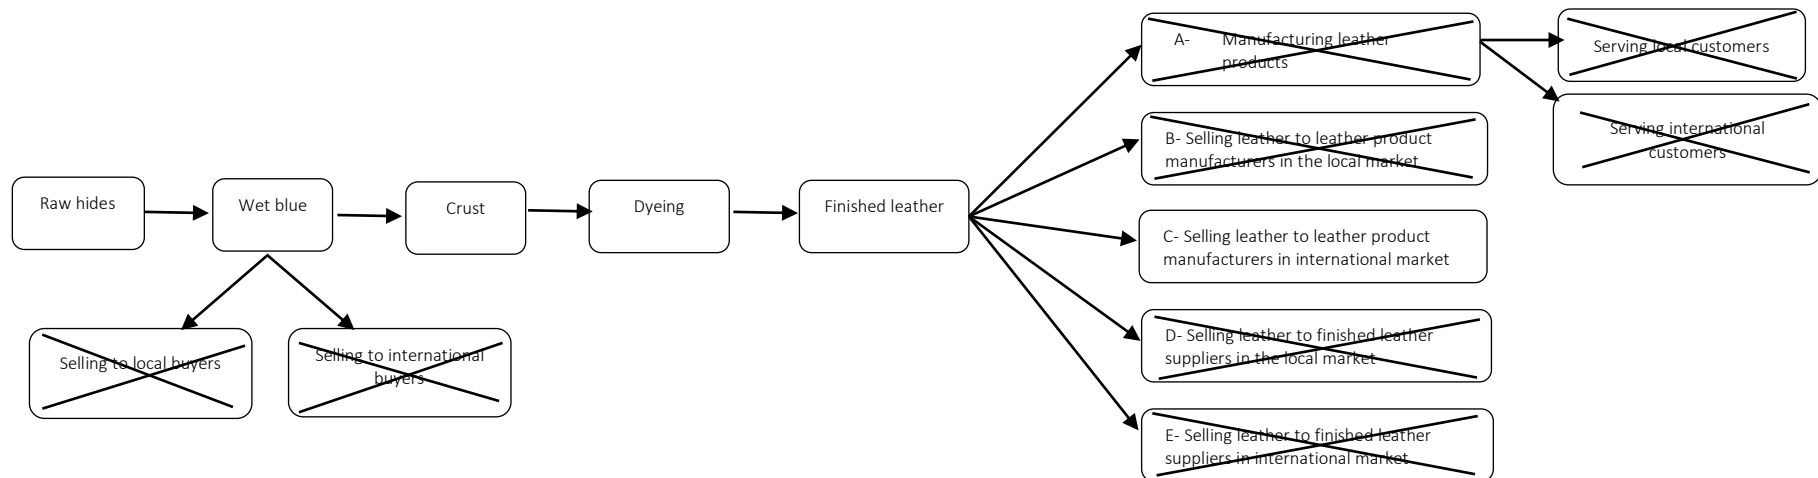 Raw hides
Wet blue
Crust
Dyeing
Finished leather
Selling to local buyers
Selling to international
buyers
A- Manufacturing leather
products
Serving local customers
Serving international
customers
B- Selling leather to leather product
manufacturers in the local market
C- Selling leather to leather product
manufacturers in international market
D- Selling leather to finished leather
suppliers in the local market
E- Selling leather to finished leather
suppliers in international market